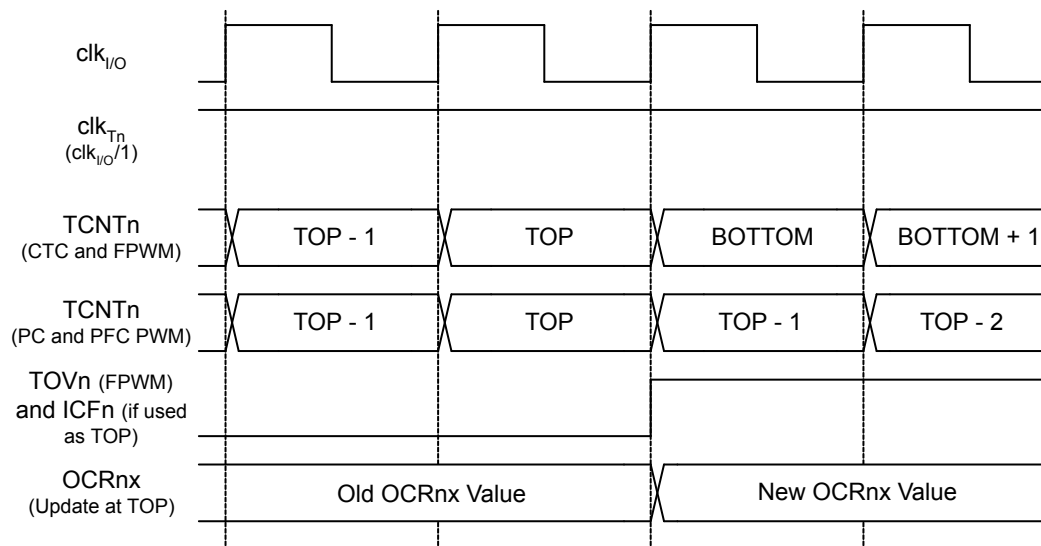 clkI/O
clkTn
(clkI/O/1)
TCNTn
(CTC and FPWM)
TOP - 1
TOP
BOTTOM
BOTTOM + 1
TCNTn
(PC and PFC PWM)
TOP - 1
TOP
TOP - 1
TOP - 2
TOVn (FPWM)
and ICFn (if used
as TOP)
OCRnx
(Update at TOP)
Old OCRnx Value
New OCRnx Value